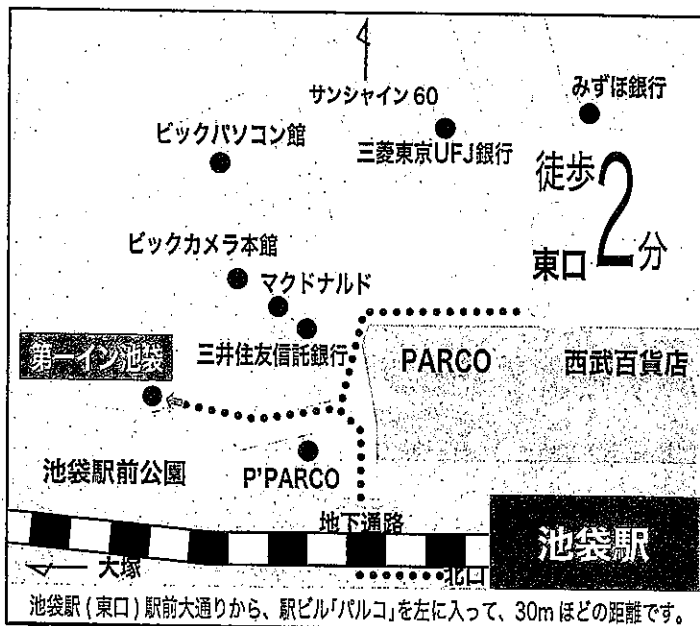 サンシャイン60
みずほ銀行
ビックパソコン館
三菱東京UFJ銀行
徒歩2分
東口
ビックカメラ本館
マクドナルド
三井住友信託銀行
第一イン池袋
PARCO
西武百貨店
池袋駅前公園
P'PARCO
地下通路
池袋駅
大塚
北口
池袋駅(東口)駅前大通りから、駅ビル「パルコ」を左に入って、30mほどの距離です。